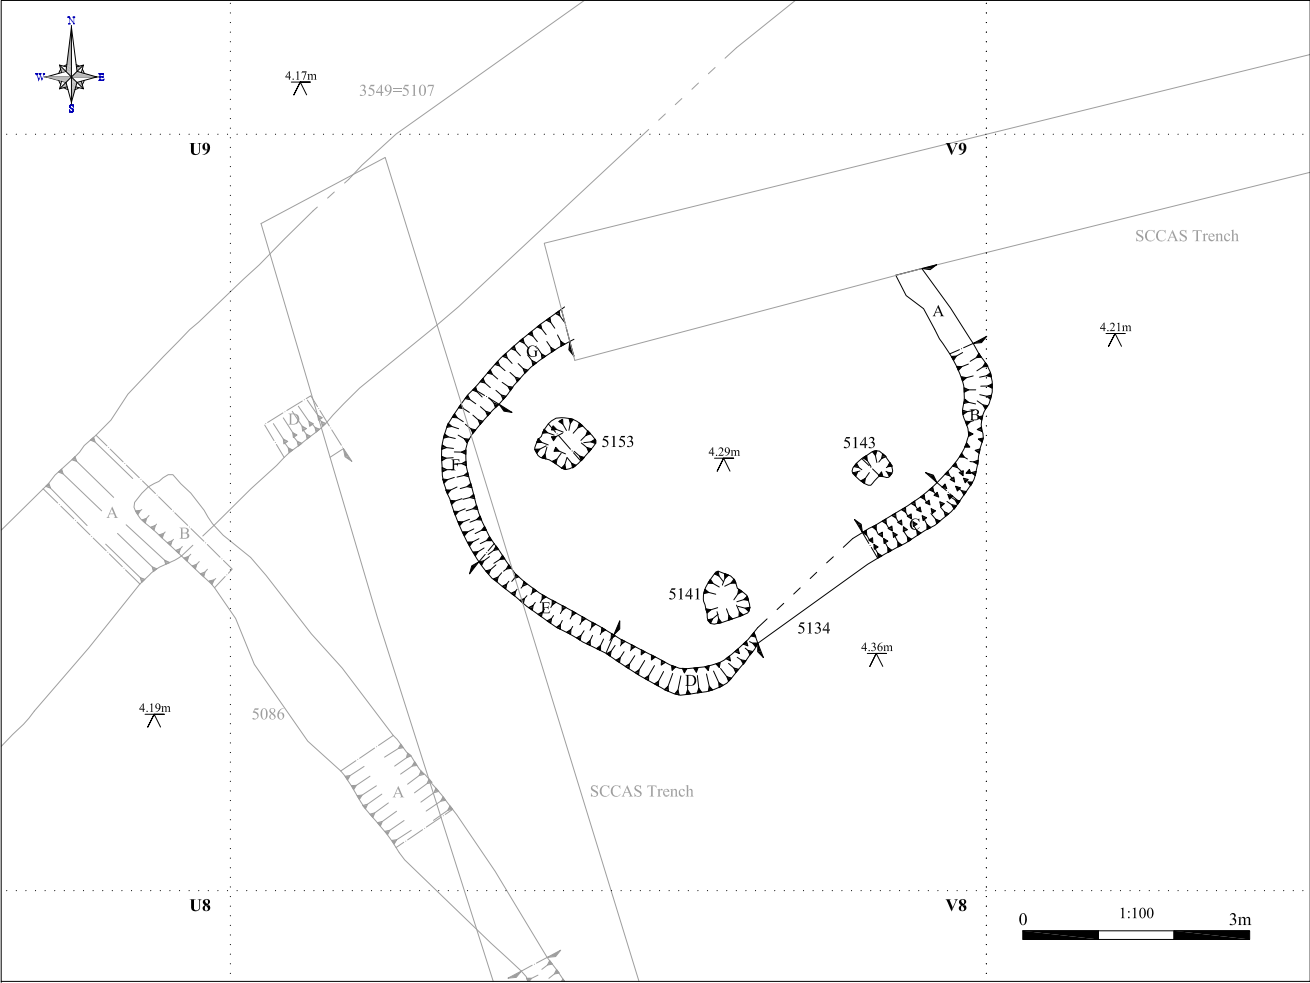 N
W E
S
4.17m
3549=5107
U9
V9
SCCAS Trench
A
4.21m
G
D
B
5153
5143
4.29m
F
A
B
C
5141
E
5134
4.36m
D
4.19m
5086
SCCAS Trench
A
U8
V8
0 1:100 3m